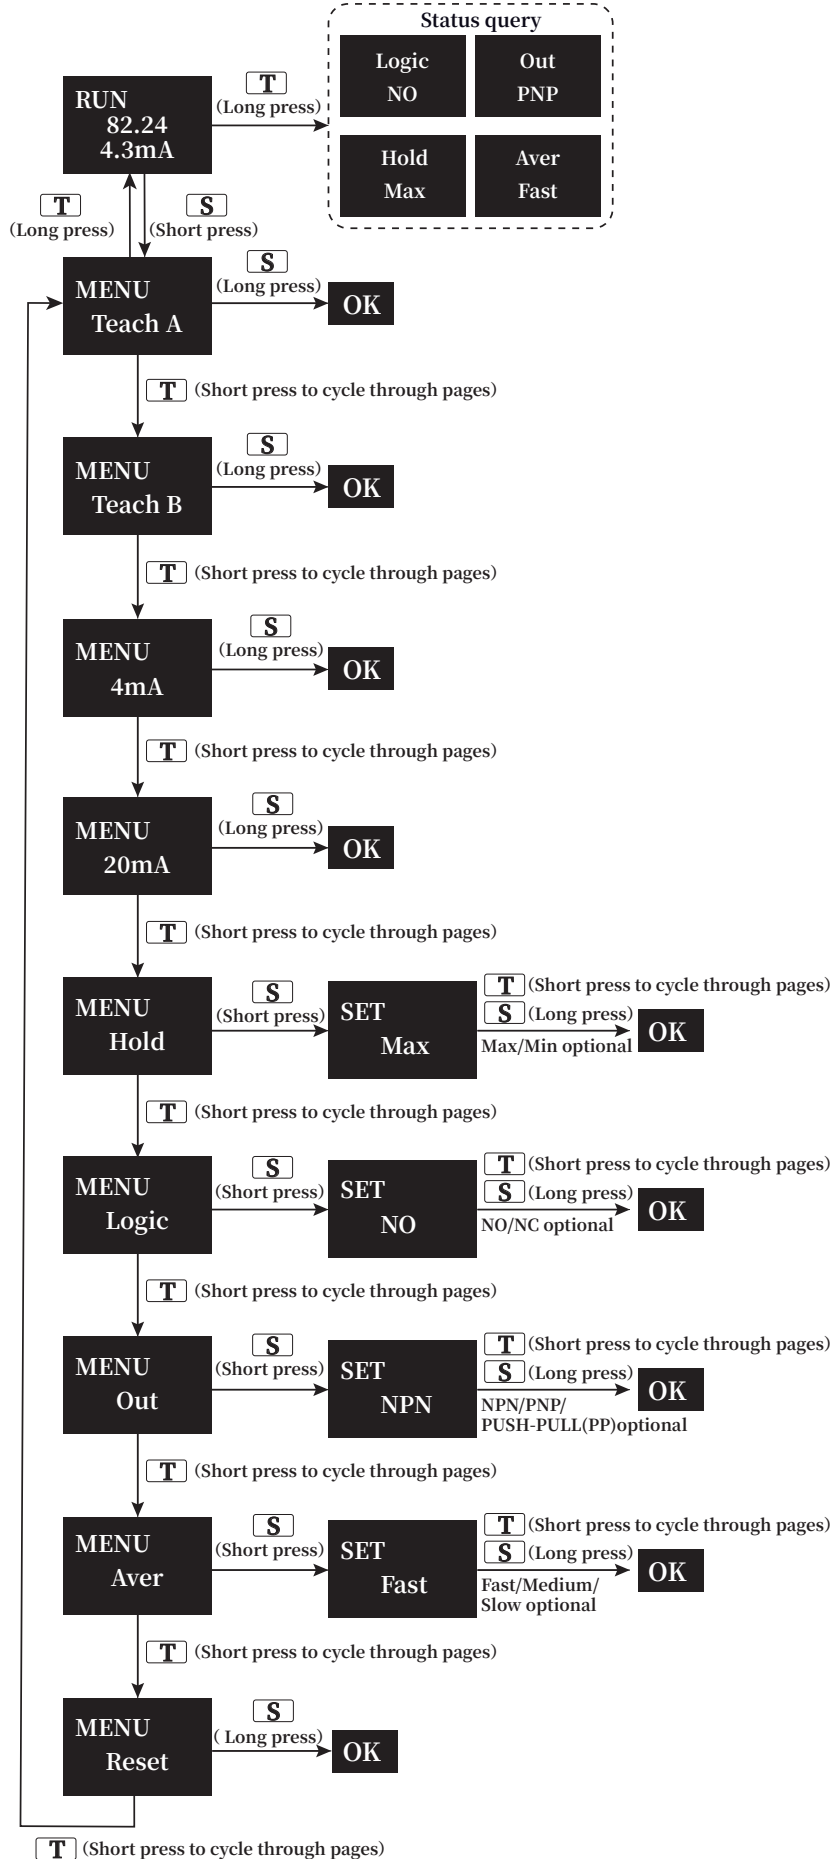 Status query
Logic
NO
Out
PNP
Hold
Max
Aver
Fast
RUN
82.24
4.3mA
T
(Long press)
T
(Long press)
S
(Short press)
MENU
Teach A
S
(Long press)
OK
T (Short press to cycle through pages)
MENU
Teach B
S
(Long press)
OK
T (Short press to cycle through pages)
MENU
4mA
S
(Long press)
OK
T (Short press to cycle through pages)
MENU
20mA
S
(Long press)
OK
T (Short press to cycle through pages)
MENU
Hold
S
(Short press)
SET
Max
T (Short press to cycle through pages)
S (Long press)
Max/Min optional
OK
T (Short press to cycle through pages)
MENU
Logic
S
(Short press)
SET
NO
T (Short press to cycle through pages)
S (Long press)
NO/NC optional
OK
T (Short press to cycle through pages)
MENU
Out
S
(Short press)
SET
NPN
T (Short press to cycle through pages)
S (Long press)
NPN/PNP/
PUSH-PULL(PP)optional
OK
T (Short press to cycle through pages)
MENU
Aver
S
(Short press)
SET
Fast
T (Short press to cycle through pages)
S (Long press)
Fast/Medium/
Slow optional
OK
T (Short press to cycle through pages)
MENU
Reset
S
( Long press)
OK
T (Short press to cycle through pages)